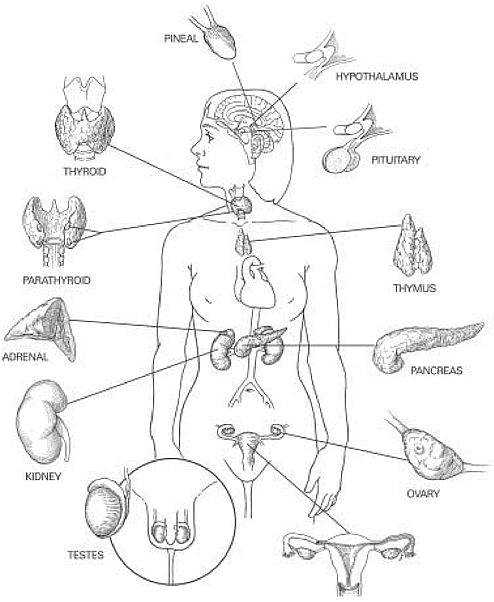 PINEAL
HYPOTHALAMUS
PITUITARY
THYROID
PARATHYROID
THYMUS
ADRENAL
PANCREAS
KIDNEY
OVARY
TESTES